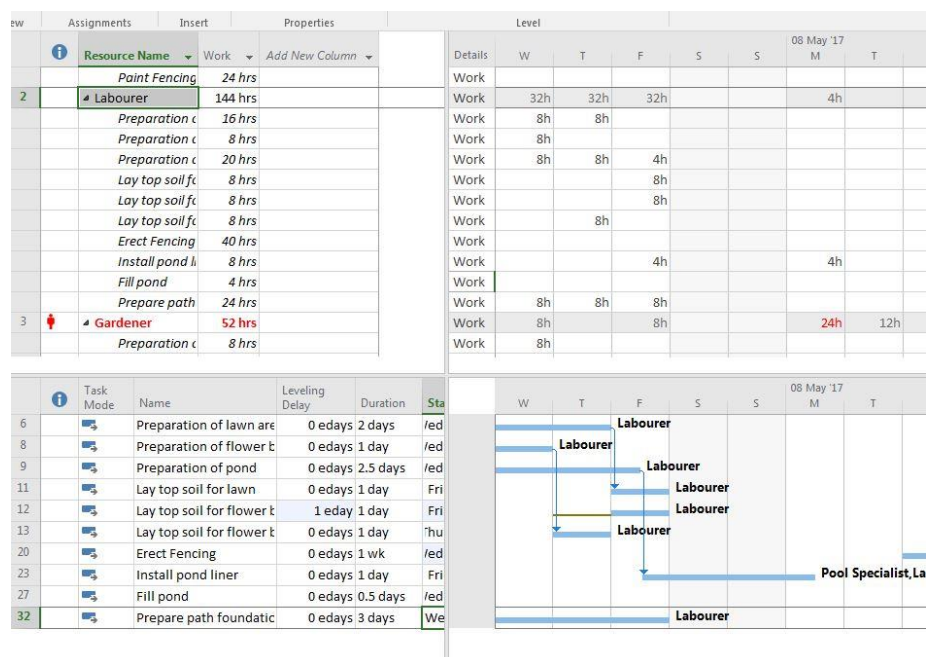 ew Assignments Insert Properties Level
08 May '17
Resource Name Work Add New Column Details W T F S S M T
Paint Fencing 24 hrs Work
2 Labourer 144 hrs Work 32h 32h 32h 4h
Preparation c 16 hrs Work 8h 8h
Preparation c 8 hrs Work 8h
Preparation c 20 hrs Work 8h 8h 4h
Lay top soil fc 8 hrs Work 8h
Lay top soil fc 8 hrs Work 8h
Lay top soil fc 8 hrs Work 8h
Erect Fencing 40 hrs Work
Install pond li 8 hrs Work 4h 4h
Fill pond 4 hrs Work
Prepare path 24 hrs Work 8h 8h 8h
3 Gardener 52 hrs Work 8h 8h 24h 12h
Preparation c 8 hrs Work 8h
Task Mode Name Leveling Delay Duration Sta 08 May '17
W T F S S M T
6 Preparation of lawn are 0 edays 2 days /ed Labourer
8 Preparation of flower b 0 edays 1 day /ed Labourer
9 Preparation of pond 0 edays 2.5 days /ed Labourer
11 Lay top soil for lawn 0 edays 1 day Fri Labourer
12 Lay top soil for flower b 1 eday 1 day Fri Labourer
13 Lay top soil for flower b 0 edays 1 day Thu Labourer
20 Erect Fencing 0 edays 1 wk /ed
23 Install pond liner 0 edays 1 day Fri Pool Specialist,La
27 Fill pond 0 edays 0.5 days /ed
32 Prepare path foundatic 0 edays 3 days We Labourer